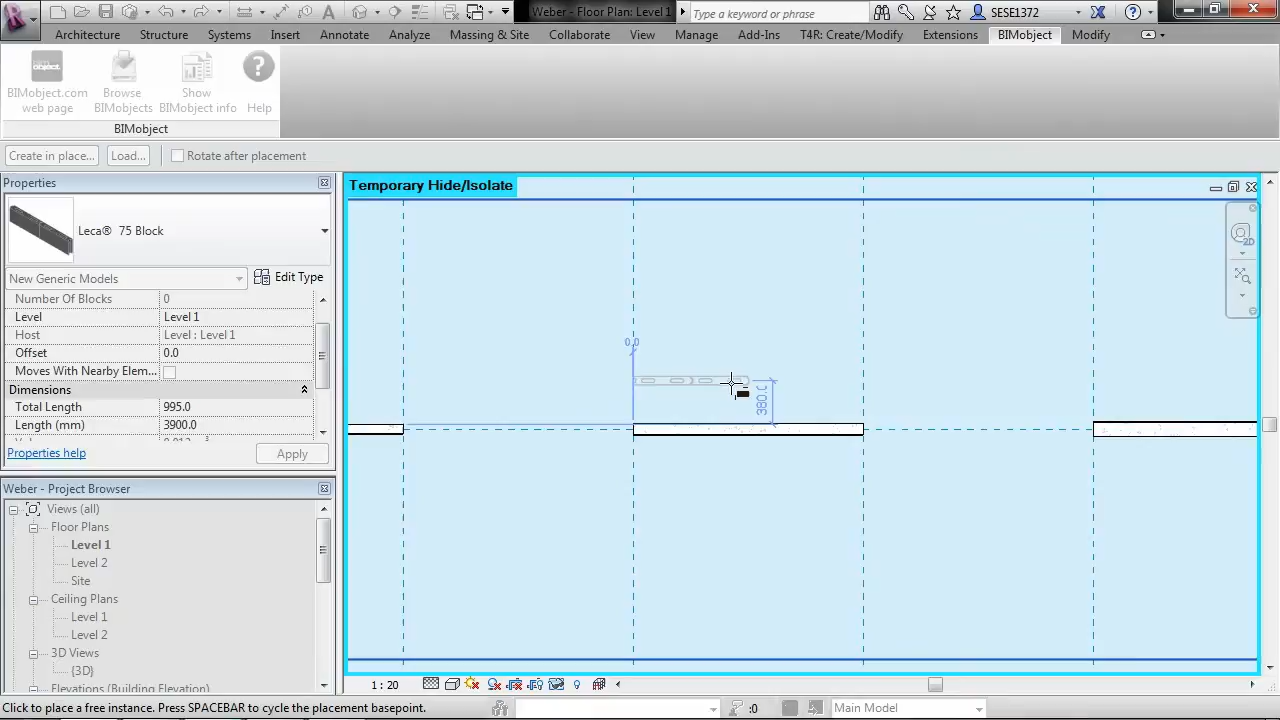 Weber - Floor Plan: Level 1
Type a keyword or phrase
SESE1372
Architecture Structure Systems Insert Annotate Analyze Massing & Site Collaborate View Manage Add-Ins T4R: Create/Modify Extensions BIMobject Modify
BIMobject.com web page
Browse BIMobjects
Show BIMobject info
Help
BIMobject
Create in place... Load... Rotate after placement
Properties
Leca® 75 Block
New Generic Models Edit Type
Number Of Blocks 0
Level Level 1
Host Level : Level 1
Offset 0.0
Moves With Nearby Elem...
Dimensions
Total Length 995.0
Length (mm) 3900.0
Properties help Apply
Weber - Project Browser
Views (all)
Floor Plans
Level 1
Level 2
Site
Ceiling Plans
Level 1
Level 2
3D Views
{3D}
Elevations (Building Elevation)
Temporary Hide/Isolate
2D
0.0
380.0
1 : 20
Click to place a free instance. Press SPACEBAR to cycle the placement basepoint.
:0
Main Model